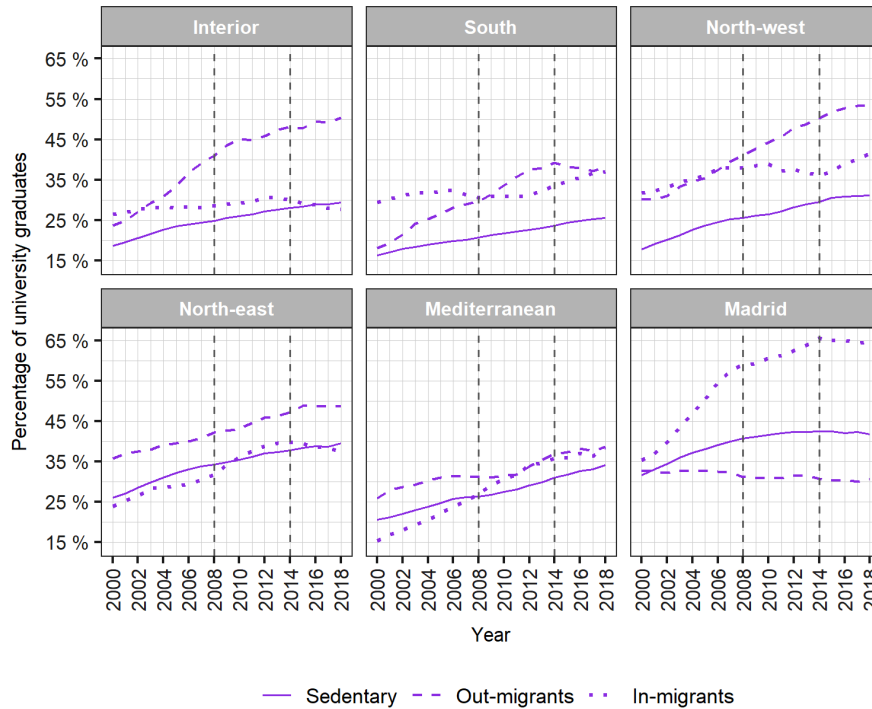 Interior
South
North-west
65 %
55 %
45 %
35 %
25 %
15 %
North-east
Mediterranean
Madrid
65 %
55 %
45 %
35 %
25 %
15 %
Percentage of university graduates
2000 2002 2004 2006 2008 2010 2012 2014 2016 2018
2000 2002 2004 2006 2008 2010 2012 2014 2016 2018
2000 2002 2004 2006 2008 2010 2012 2014 2016 2018
Year
Sedentary Out-migrants In-migrants